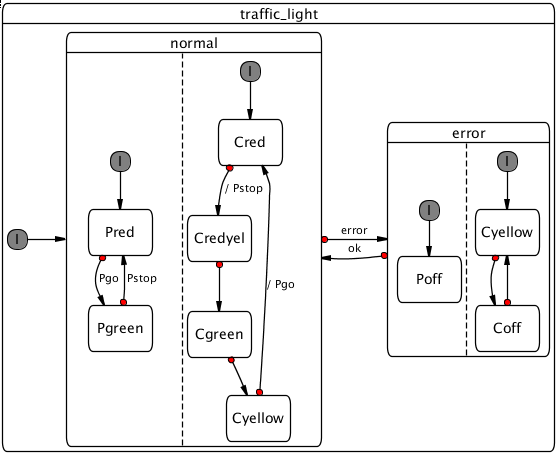 traffic_light
normal
I
Cred
/ Pstop
I
Pred
Credyel
Pgo
Pstop
/ Pgo
Pgreen
Cgreen
Cyellow
I
error
ok
error
I
I
Cyellow
Poff
Coff